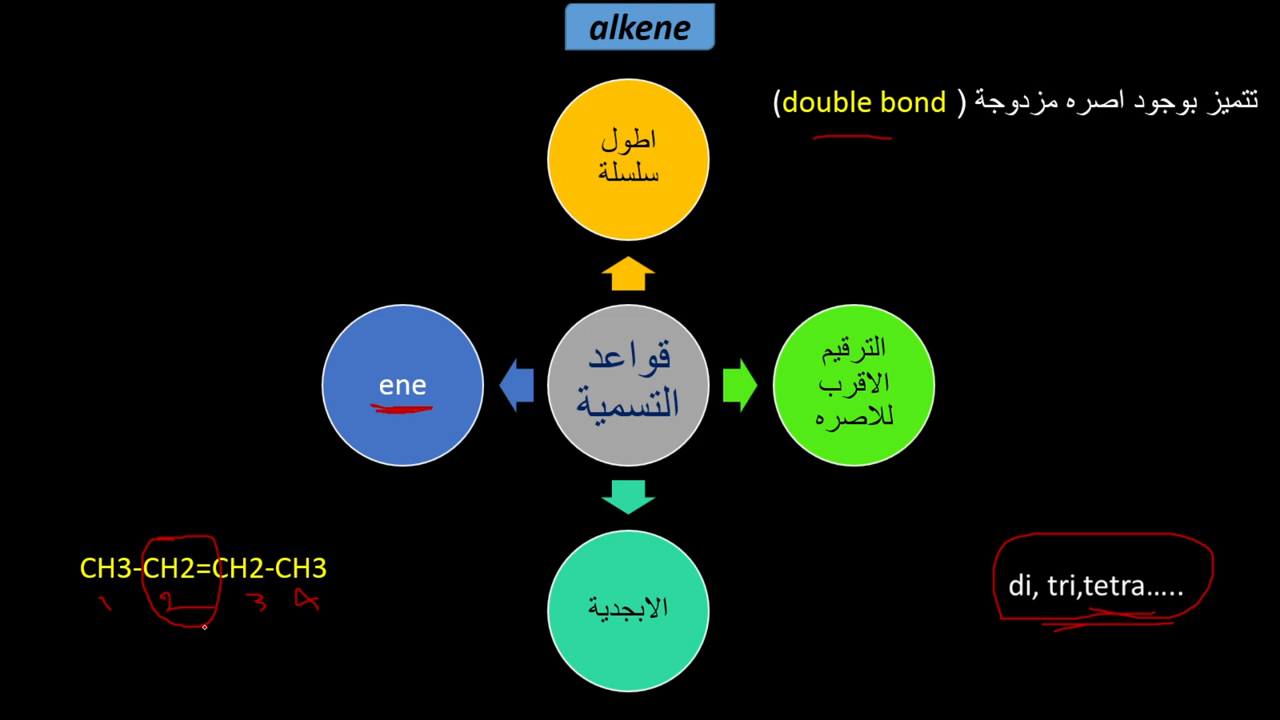 alkene
تتميز بوجود اصره مزدوجة ( double bond)
اطول
سلسلة
ene
قواعد
التسمية
الترقيم
الاقرب
للاصره
CH3-CH2=CH2-CH3
1 2 3 4
الابجدية
di, tri,tetra.....